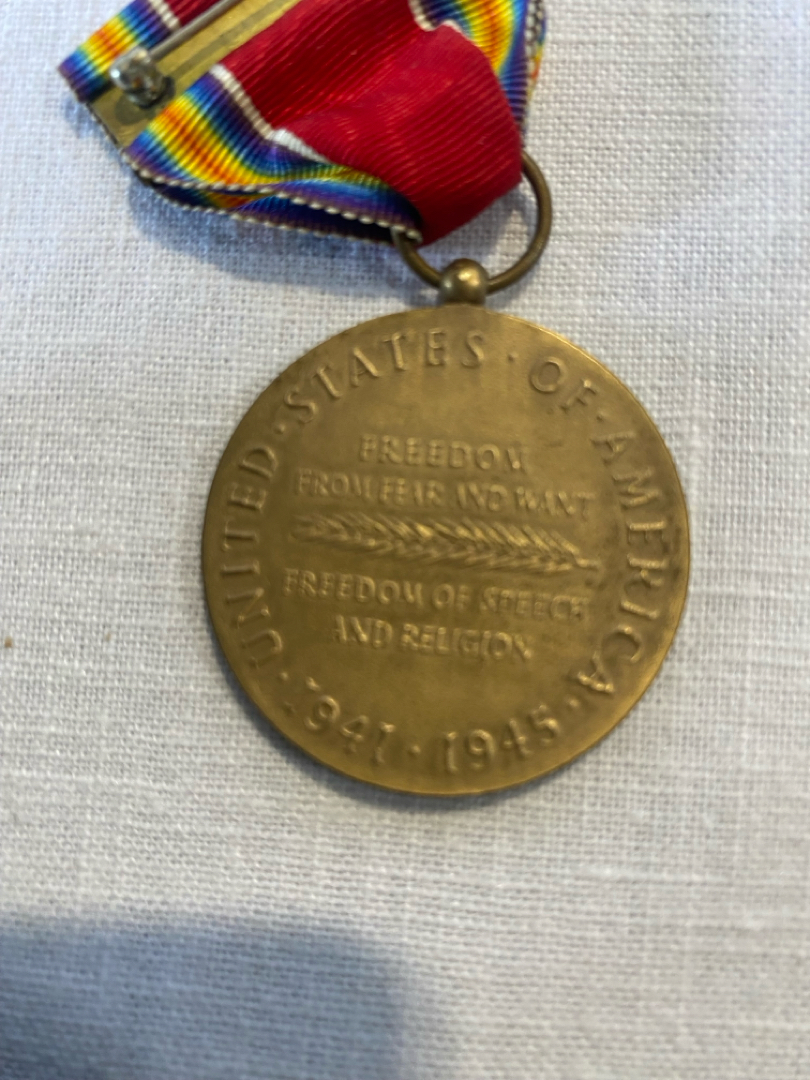 UNITED · STATES · OF · AMERICA ·
FREEDOM
FROM FEAR AND WANT
FREEDOM OF SPEECH
AND RELIGION
1941 · 1945